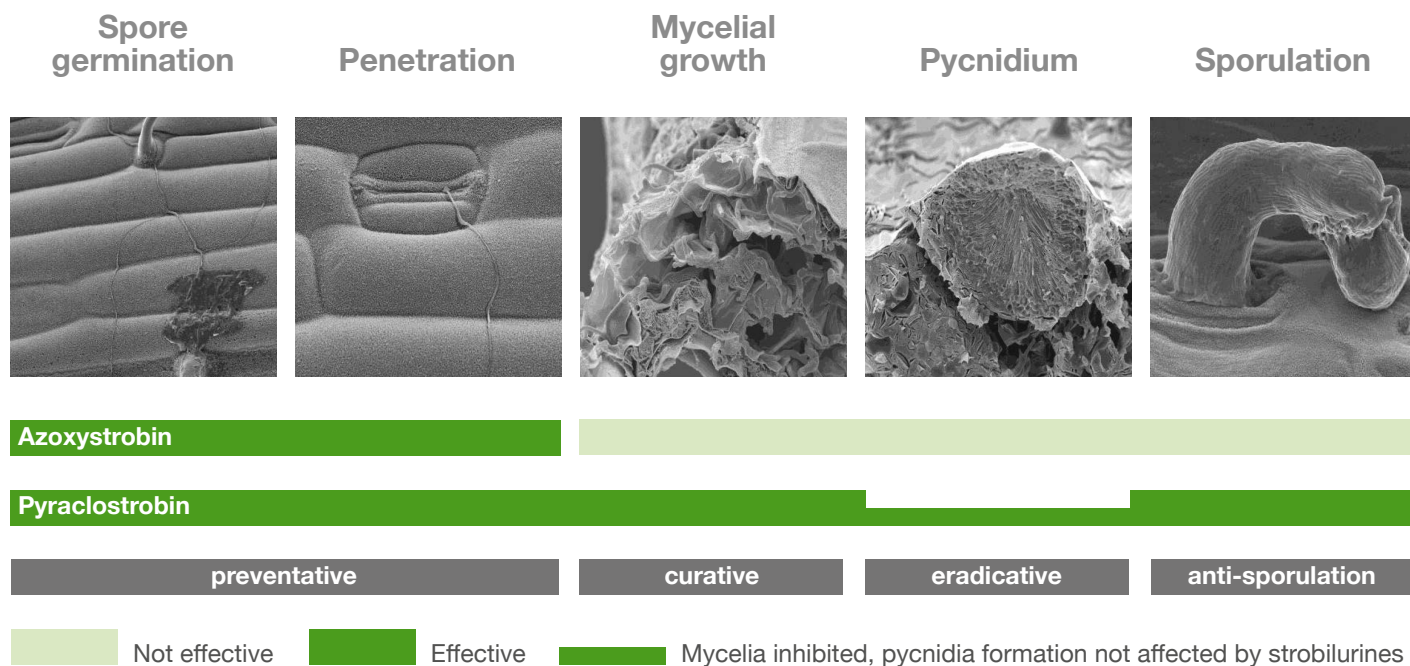 Spore
germination
Penetration
Mycelial
growth
Pycnidium
Sporulation
Azoxystrobin
Pyraclostrobin
preventative
curative
eradicative
anti-sporulation
Not effective
Effective
Mycelia inhibited, pycnidia formation not affected by strobilurines